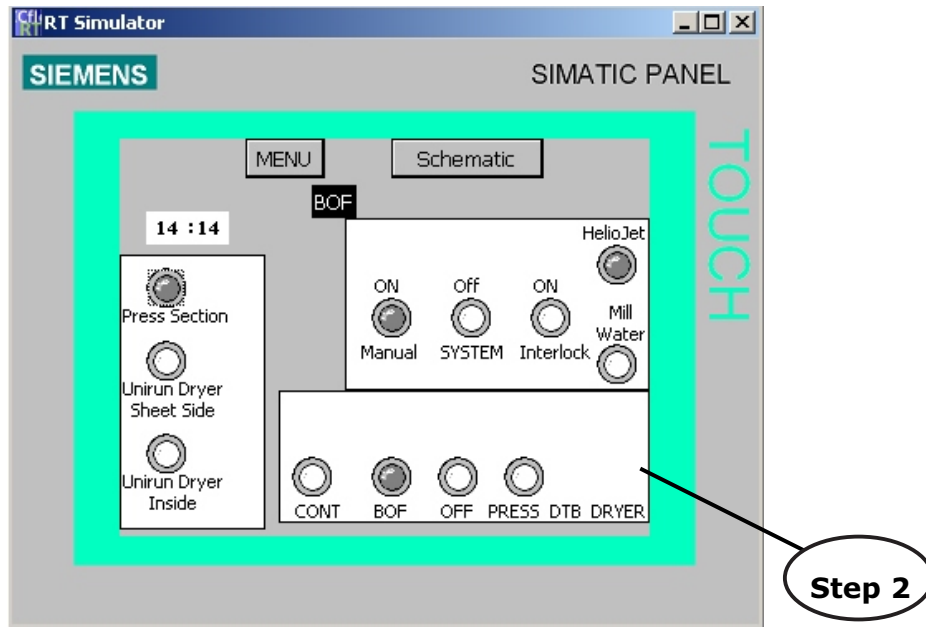 RT Simulator
SIEMENS
SIMATIC PANEL
TOUCH
MENU
Schematic
BOF
14 :14
HelioJet
Press Section
ON
Off
ON
Mill
Water
Manual
SYSTEM
Interlock
Unirun Dryer
Sheet Side
Unirun Dryer
Inside
CONT
BOF
OFF
PRESS
DTB
DRYER
Step 2